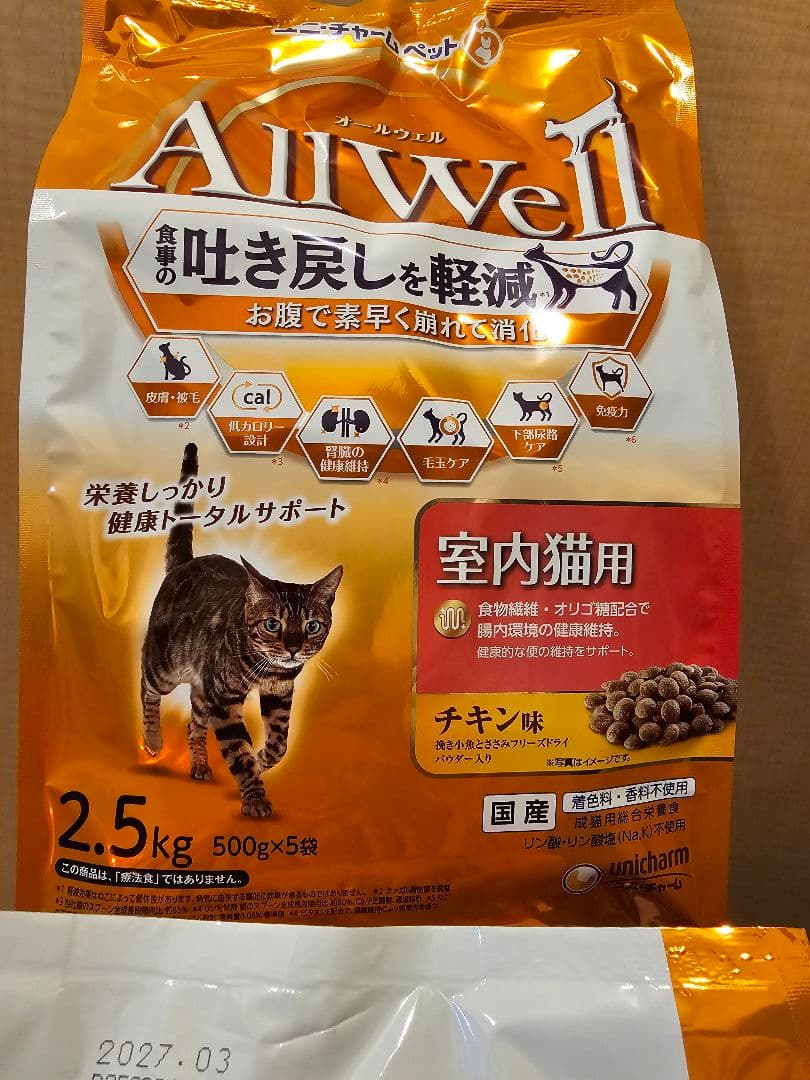 ユニ・チャーム ペット
オールウェル
AllWell
食事の
吐き戻しを軽減
お腹で素早く崩れて消化
皮膚・被毛
*2
cal
低カロリー
設計
*3
腎臓の
健康維持
*4
毛玉ケア
下部尿路
ケア
*5
免疫力
*6
栄養しっかり
健康トータルサポート
室内猫用
食物繊維・オリゴ糖配合で
腸内環境の健康維持。
健康的な便の維持をサポート。
チキン味
挽き小魚とささみフリーズドライ
パウダー入り
※写真はイメージです。
2.5kg 500g×5袋
国産
着色料・香料不使用
成猫用総合栄養食
リン酸・リン酸塩(Na,K)不使用
この商品は、「療法食」ではありません。
unicharm
ユニ・チャーム
2027.03